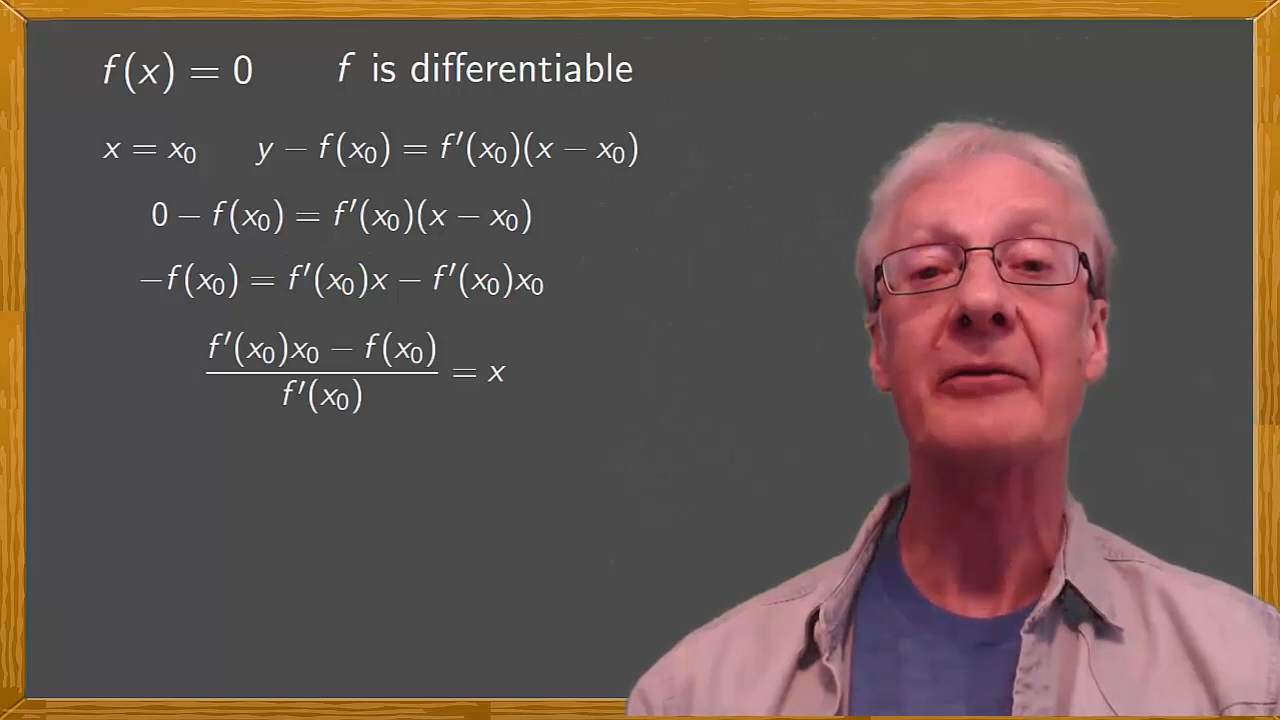 f(x) = 0 f is differentiable
x = x₀ y − f(x₀) = f′(x₀)(x − x₀)
0 − f(x₀) = f′(x₀)(x − x₀)
−f(x₀) = f′(x₀)x − f′(x₀)x₀
f′(x₀)x₀ − f(x₀)
f′(x₀)
= x